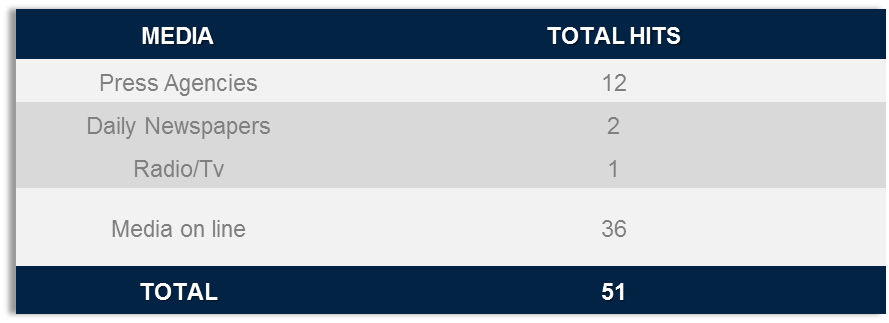 MEDIA TOTAL HITS
Press Agencies 12
Daily Newspapers 2
Radio/Tv 1
Media on line 36
TOTAL 51